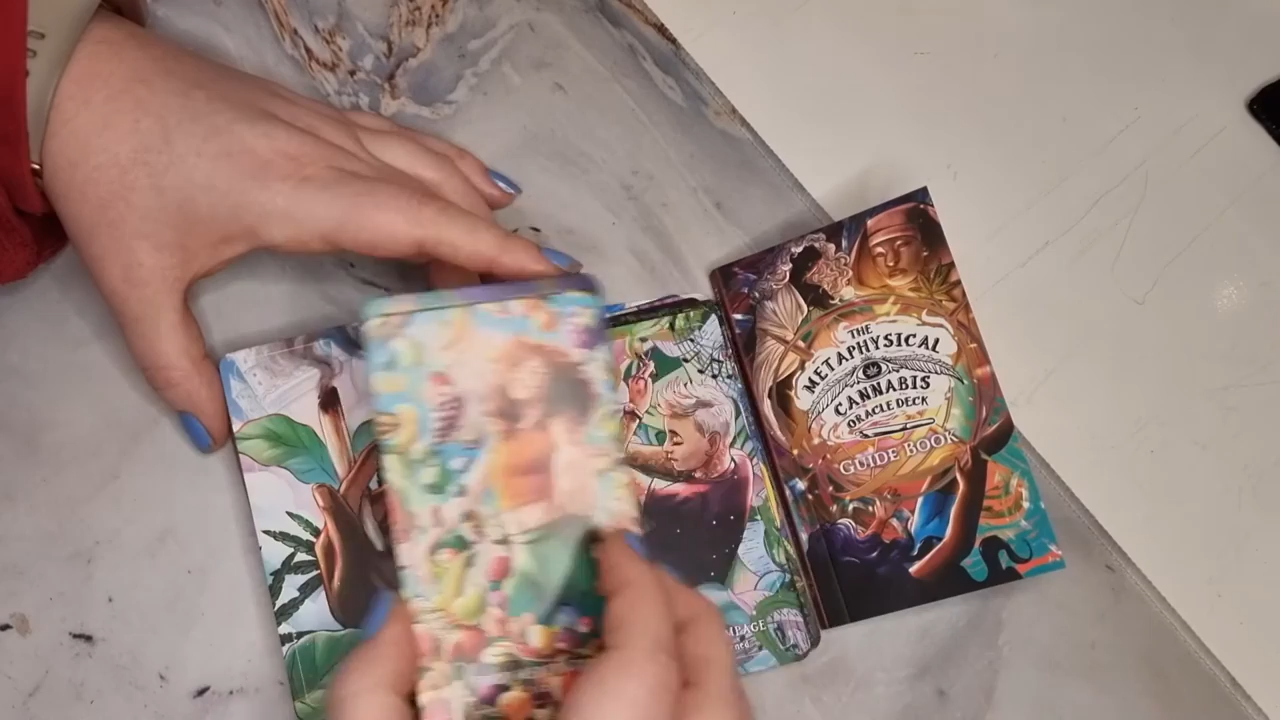 THE
METAPHYSICAL
CANNABIS
ORACLE DECK
GUIDE BOOK